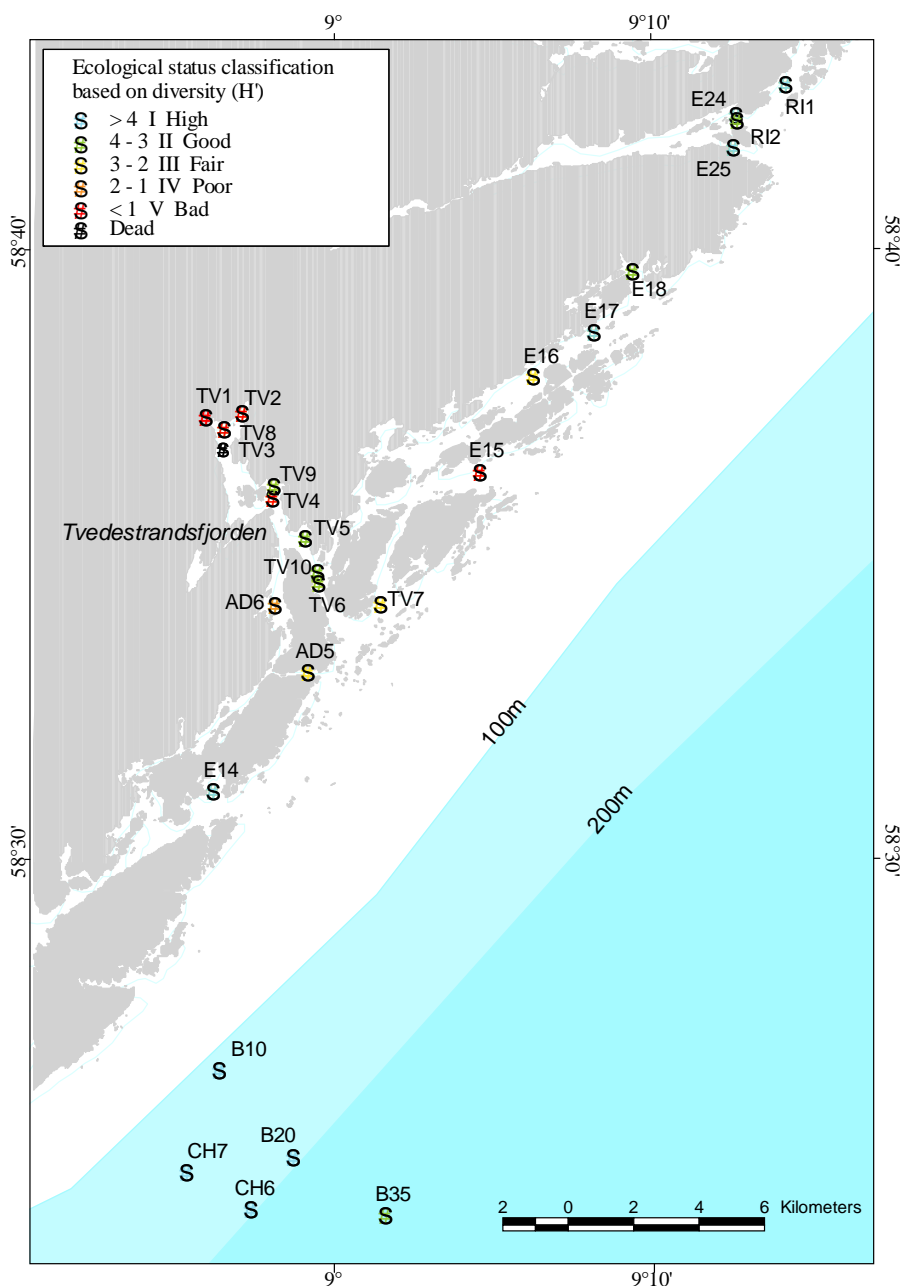 9°
9°10'
Ecological status classification
based on diversity (H')
S > 4 I High
S 4 - 3 II Good
S 3 - 2 III Fair
S 2 - 1 IV Poor
S < 1 V Bad
S Dead
E24
S
RI1
S
S
RI2
S
E25
58°40'
58°40'
S
E18
E17
S
E16
S
TV1
S
S
TV2
S
TV8
S
TV3
E15
S
S
TV9
S
TV4
Tvedestrandsfjorden
S
TV5
TV10
S
S
TV6
AD6
S
S
TV7
AD5
S
100m
E14
S
200m
58°30'
58°30'
B10
S
B20
S
CH7
S
CH6
S
B35
S
2 0 2 4 6 Kilometers
9°
9°10'